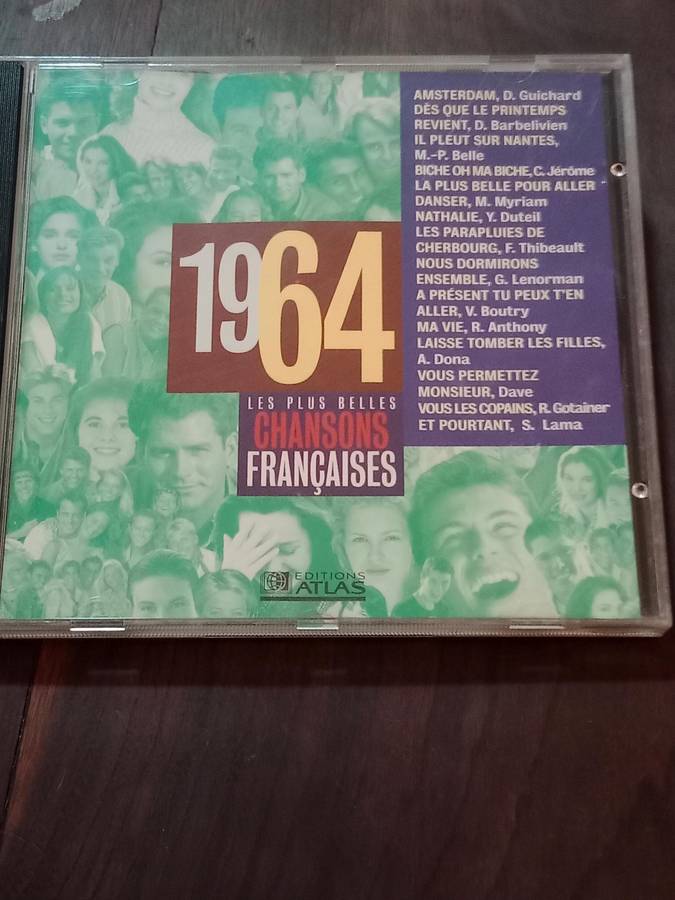 AMSTERDAM, D. Guichard
DÈS QUE LE PRINTEMPS
REVIENT, D. Barbelivien
IL PLEUT SUR NANTES,
M.-P. Belle
BICHE OH MA BICHE, C. Jérôme
LA PLUS BELLE POUR ALLER
DANSER, M. Myriam
NATHALIE, Y. Duteil
LES PARAPLUIES DE
CHERBOURG, F. Thibeault
NOUS DORMIRONS
ENSEMBLE, G. Lenorman
A PRÉSENT TU PEUX T'EN
ALLER, V. Boutry
MA VIE, R. Anthony
LAISSE TOMBER LES FILLES,
A. Dona
VOUS PERMETTEZ
MONSIEUR, Dave
VOUS LES COPAINS, R. Gotainer
ET POURTANT, S. Lama
1964
LES PLUS BELLES
CHANSONS
FRANÇAISES
EDITIONS
ATLAS